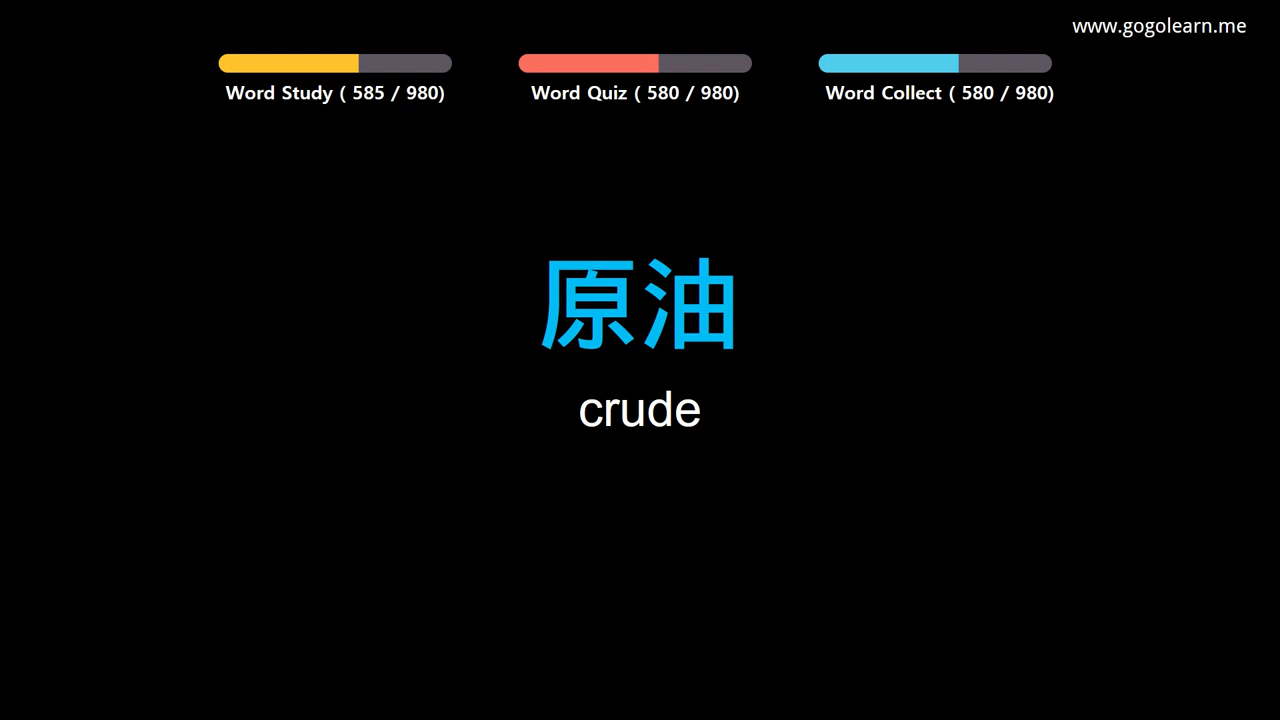 www.gogolearn.me
Word Study ( 585 / 980)
Word Quiz ( 580 / 980)
Word Collect ( 580 / 980)
原油
crude